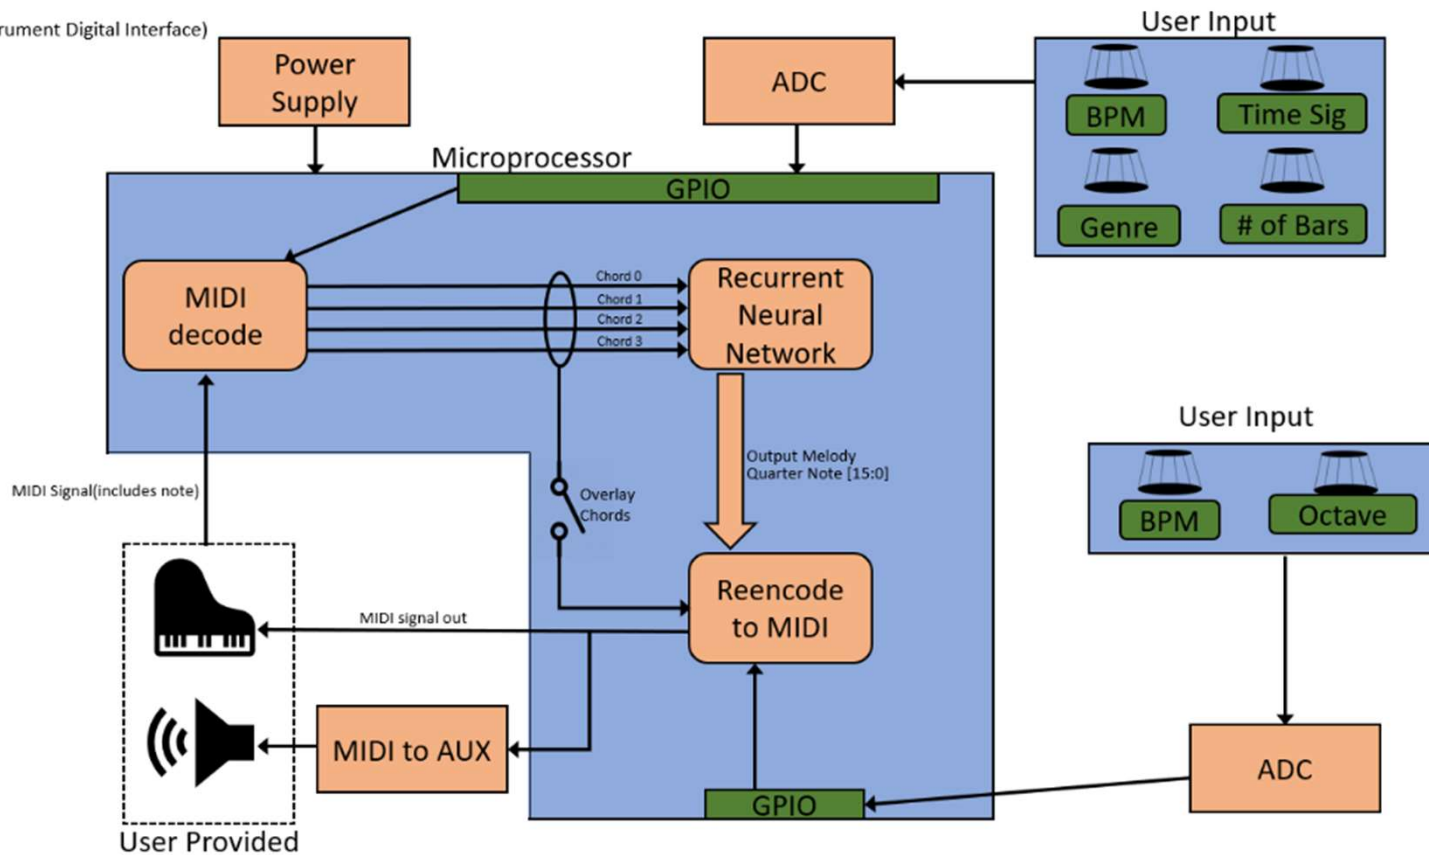 Digital Interface)
User Input
Power
Supply
ADC
BPM
Time Sig
Genre
# of Bars
Microprocessor
GPIO
MIDI
decode
Chord 0
Chord 1
Chord 2
Chord 3
Recurrent
Neural
Network
User Input
BPM
Octave
Output Melody
Quarter Note [15:0]
MIDI Signal(includes note)
Overlay
Chords
Reencode
to MIDI
MIDI signal out
MIDI to AUX
ADC
GPIO
User Provided